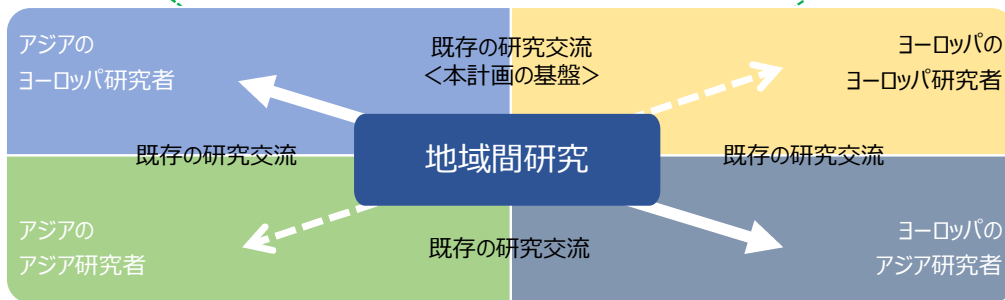 アジアの
ヨーロッパ研究者
既存の研究交流
<本計画の基盤>
ヨーロッパの
ヨーロッパ研究者
既存の研究交流
地域間研究
既存の研究交流
アジアの
アジア研究者
既存の研究交流
ヨーロッパの
アジア研究者